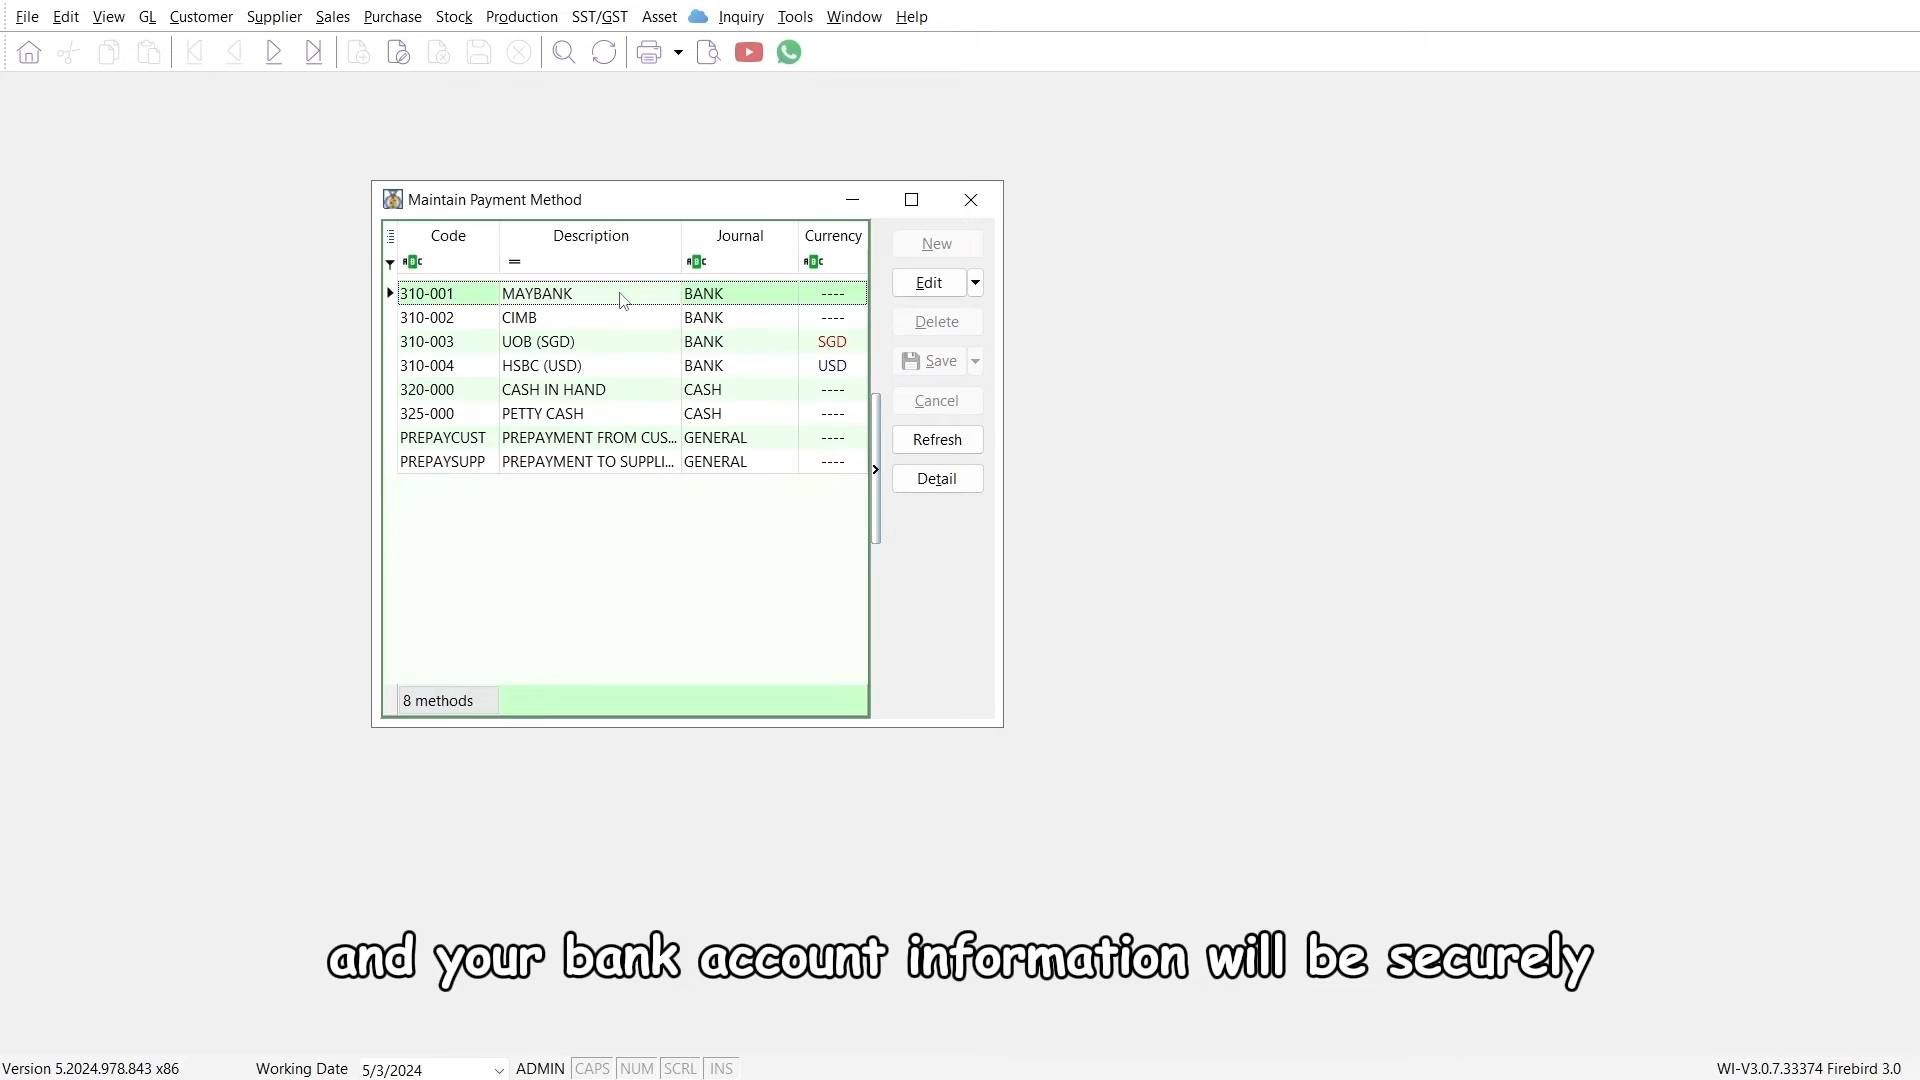 File Edit View GL Customer Supplier Sales Purchase Stock Production SST/GST Asset Inquiry Tools Window Help
Maintain Payment Method
Code Description Journal Currency
310-001 MAYBANK BANK ----
310-002 CIMB BANK ----
310-003 UOB (SGD) BANK SGD
310-004 HSBC (USD) BANK USD
320-000 CASH IN HAND CASH ----
325-000 PETTY CASH CASH ----
PREPAYCUST PREPAYMENT FROM CUS... GENERAL ----
PREPAYSUPP PREPAYMENT TO SUPPLI... GENERAL ----
8 methods
New
Edit
Delete
Save
Cancel
Refresh
Detail
and your bank account information will be securely
Version 5.2024.978.843 x86 Working Date 5/3/2024 ADMIN CAPS NUM SCRL INS WI-V3.0.7.33374 Firebird 3.0